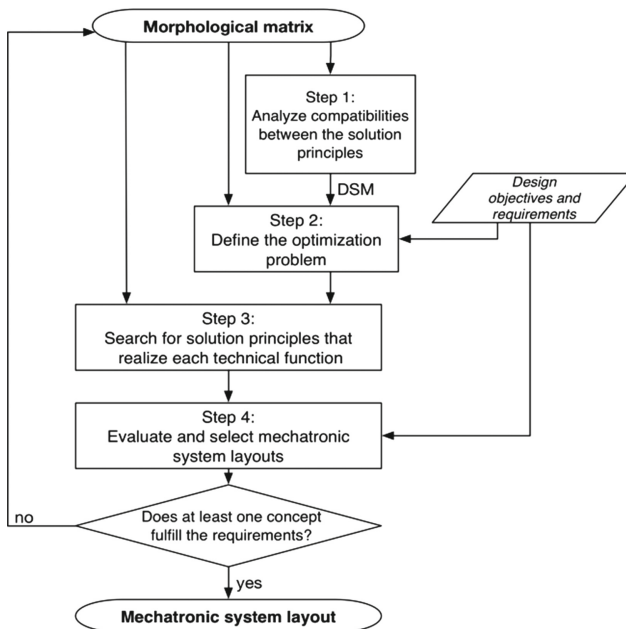 Morphological matrix
Step 1:
Analyze compatibilities
between the solution
principles
DSM
Design
objectives and
requirements
Step 2:
Define the optimization
problem
Step 3:
Search for solution principles that
realize each technical function
Step 4:
Evaluate and select mechatronic
system layouts
Does at least one concept
fulfill the requirements?
no
yes
Mechatronic system layout